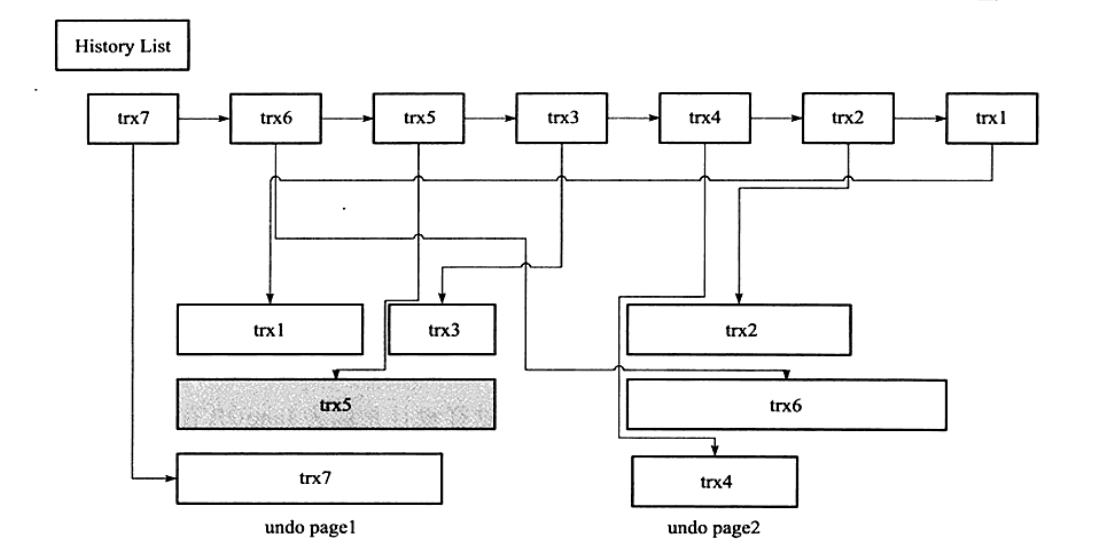 History List
trx7 trx6 trx5 trx3 trx4 trx2 trx1
trx1 trx3 trx2
trx5 trx6
trx7 trx4
undo page1 undo page2